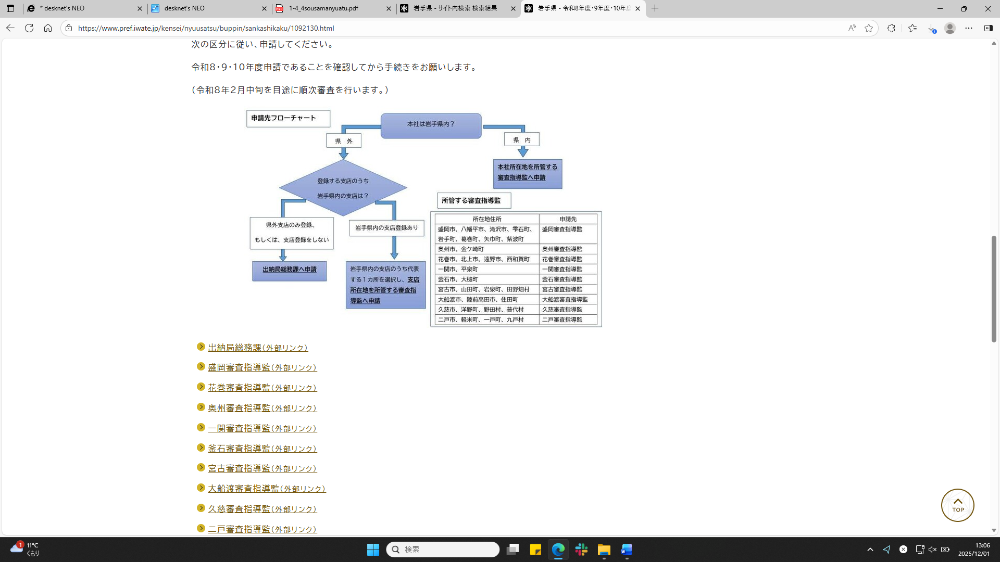 * desknet's NEO
desknet's NEO
1-4_4sousamanyuatu.pdf
岩手県 - サイト内検索 検索結果
岩手県 - 令和8年度・9年度・10年度
https://www.pref.iwate.jp/kensei/nyuusatsu/buppin/sankashikaku/1092130.html
次の区分に従い、申請してください。
令和8・9・10年度申請であることを確認してから手続きをお願いします。
（令和8年2月中旬を目途に順次審査を行います。）
申請先フローチャート
本社は岩手県内？
県　外
県　内
本社所在地を所管する
審査指導監へ申請
登録する支店のうち
岩手県内の支店は？
所管する審査指導監
県外支店のみ登録、
もしくは、支店登録をしない
岩手県内の支店登録あり
出納局総務課へ申請
岩手県内の支店のうち代表
する１カ所を選択し、支店
所在地を所管する審査指
導監へ申請
所在地住所 申請先
盛岡市、八幡平市、滝沢市、雫石町、 盛岡審査指導監
岩手町、葛巻町、矢巾町、紫波町
奥州市、金ケ崎町 奥州審査指導監
花巻市、北上市、遠野市、西和賀町 花巻審査指導監
一関市、平泉町 一関審査指導監
釜石市、大槌町 釜石審査指導監
宮古市、山田町、岩泉町、田野畑村 宮古審査指導監
大船渡市、陸前高田市、住田町 大船渡審査指導監
久慈市、洋野町、野田村、普代村 久慈審査指導監
二戸市、軽米町、一戸町、九戸村 二戸審査指導監
出納局総務課（外部リンク）
盛岡審査指導監（外部リンク）
花巻審査指導監（外部リンク）
奥州審査指導監（外部リンク）
一関審査指導監（外部リンク）
釜石審査指導監（外部リンク）
宮古審査指導監（外部リンク）
大船渡審査指導監（外部リンク）
久慈審査指導監（外部リンク）
二戸審査指導監（外部リンク）
TOP
1
11°C
くもり
検索
13:06
2025/12/01